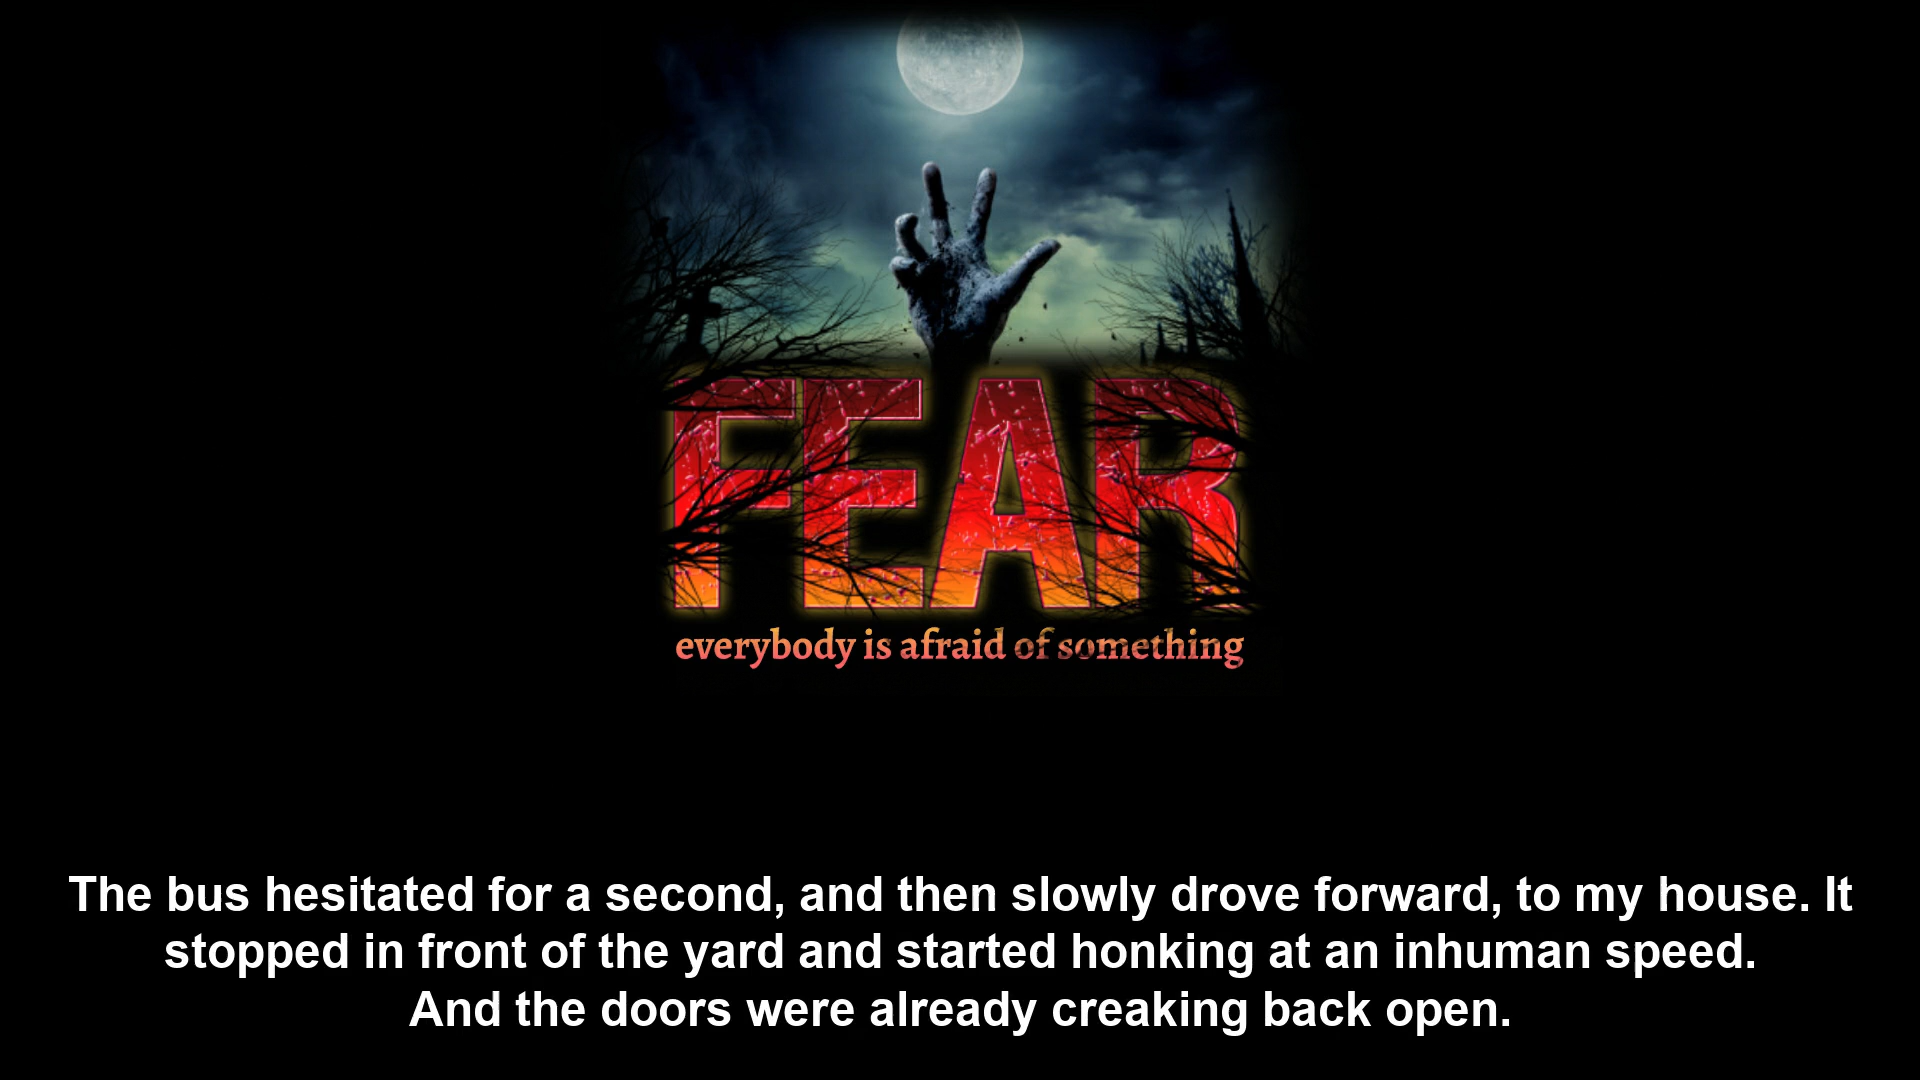 FEAR
everybody is afraid of something
The bus hesitated for a second, and then slowly drove forward, to my house. It
stopped in front of the yard and started honking at an inhuman speed.
And the doors were already creaking back open.